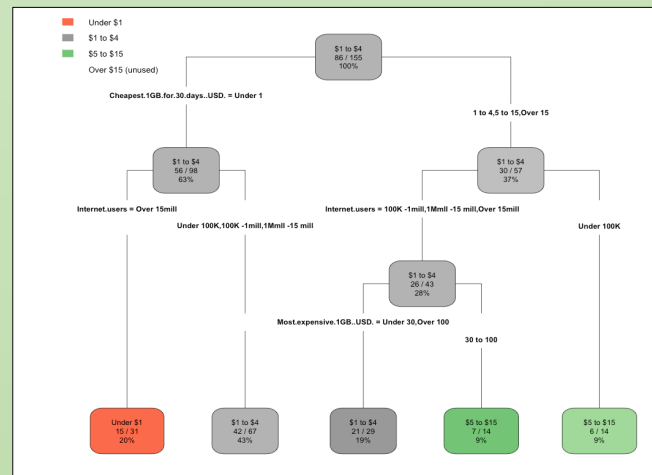 Under $1
$1 to $4
$5 to $15
Over $15 (unused)
$1 to $4
86 / 155
100%
Cheapest.1GB.for.30.days..USD. = Under 1
1 to 4,5 to 15,Over 15
$1 to $4
56 / 98
63%
$1 to $4
30 / 57
37%
Internet.users = Over 15mill
Under 100K,100K -1mill,1Mmll -15 mill
Internet.users = 100K -1mill,1Mmll -15 mill,Over 15mill
Under 100K
$1 to $4
26 / 43
28%
Most.expensive.1GB..USD. = Under 30,Over 100
30 to 100
Under $1
15 / 31
20%
$1 to $4
42 / 67
43%
$1 to $4
21 / 29
19%
$5 to $15
7 / 14
9%
$5 to $15
6 / 14
9%